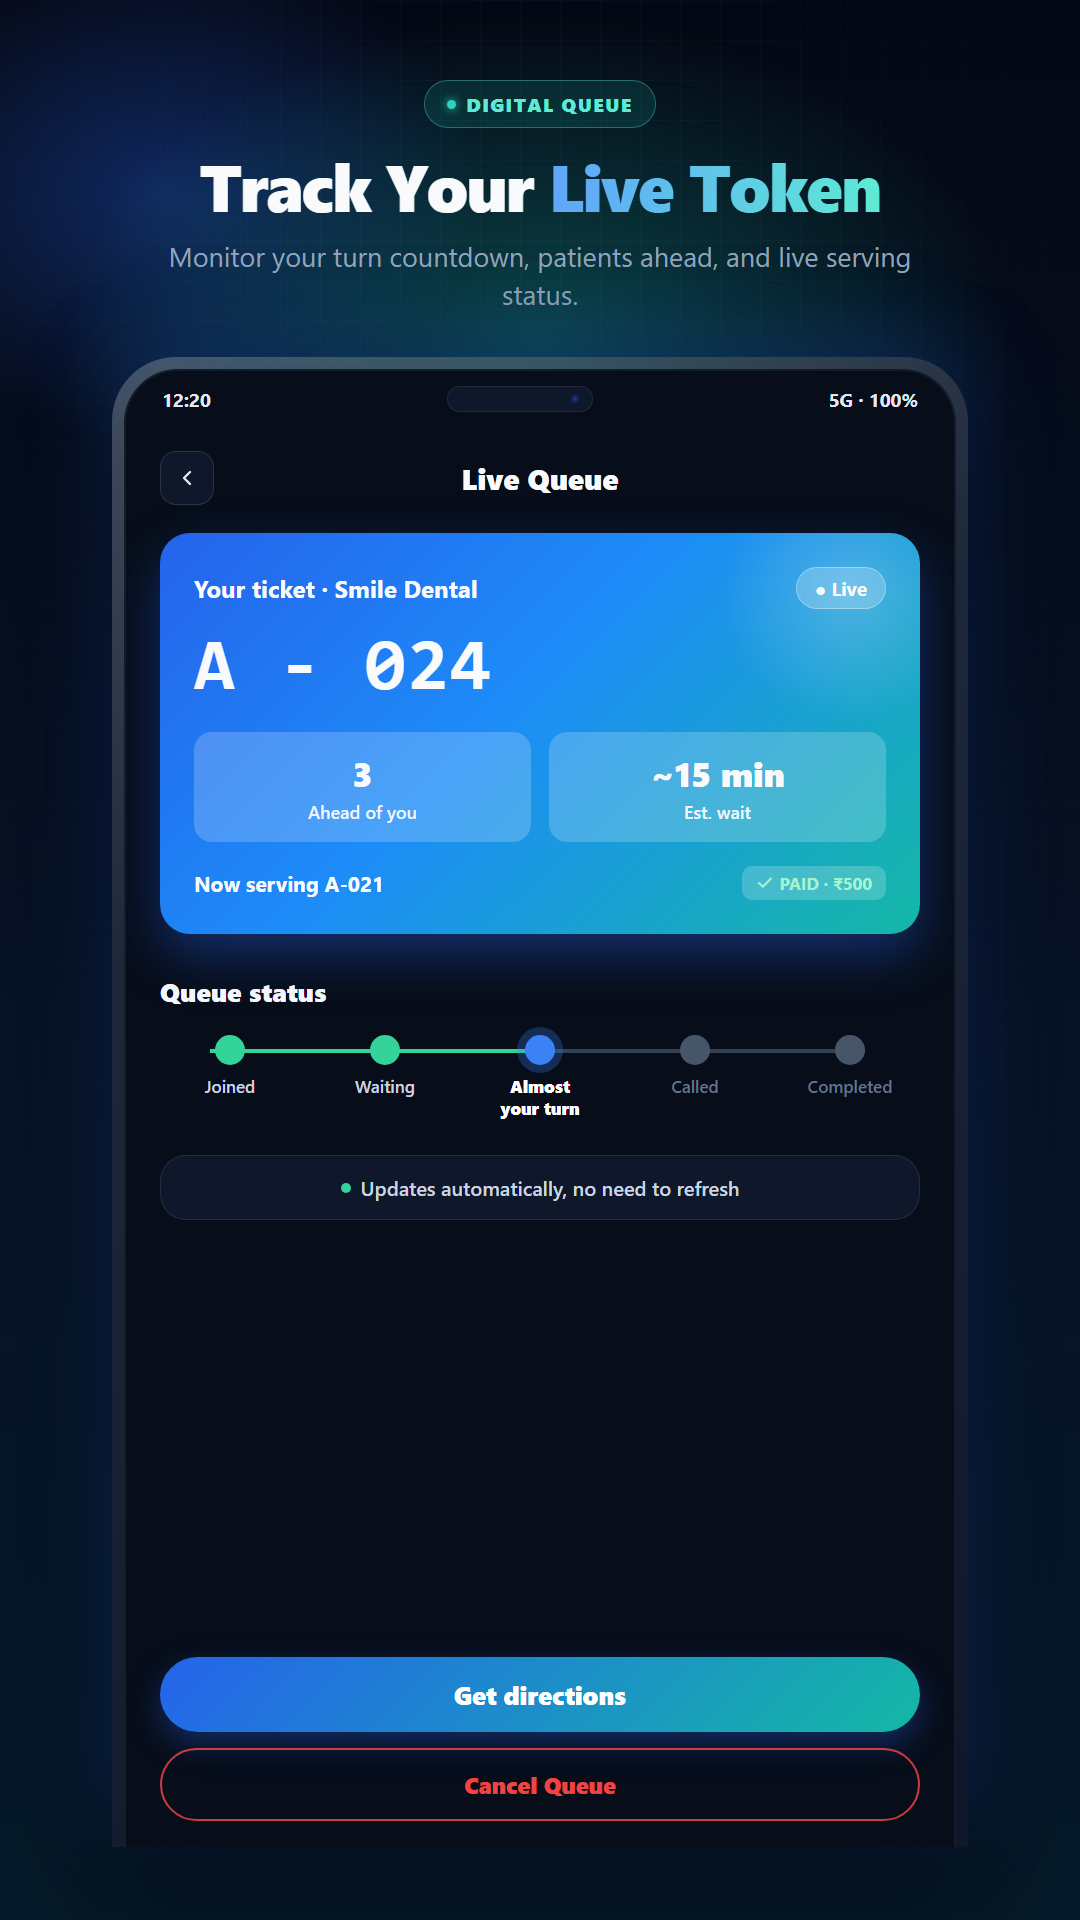 DIGITAL QUEUE
Track Your Live Token
Monitor your turn countdown, patients ahead, and live serving
status.
12:20
5G · 100%
Live Queue
Your ticket · Smile Dental
Live
A - 024
3
Ahead of you
~15 min
Est. wait
Now serving A-021
PAID · ₹500
Queue status
Joined
Waiting
Almost
your turn
Called
Completed
Updates automatically, no need to refresh
Get directions
Cancel Queue